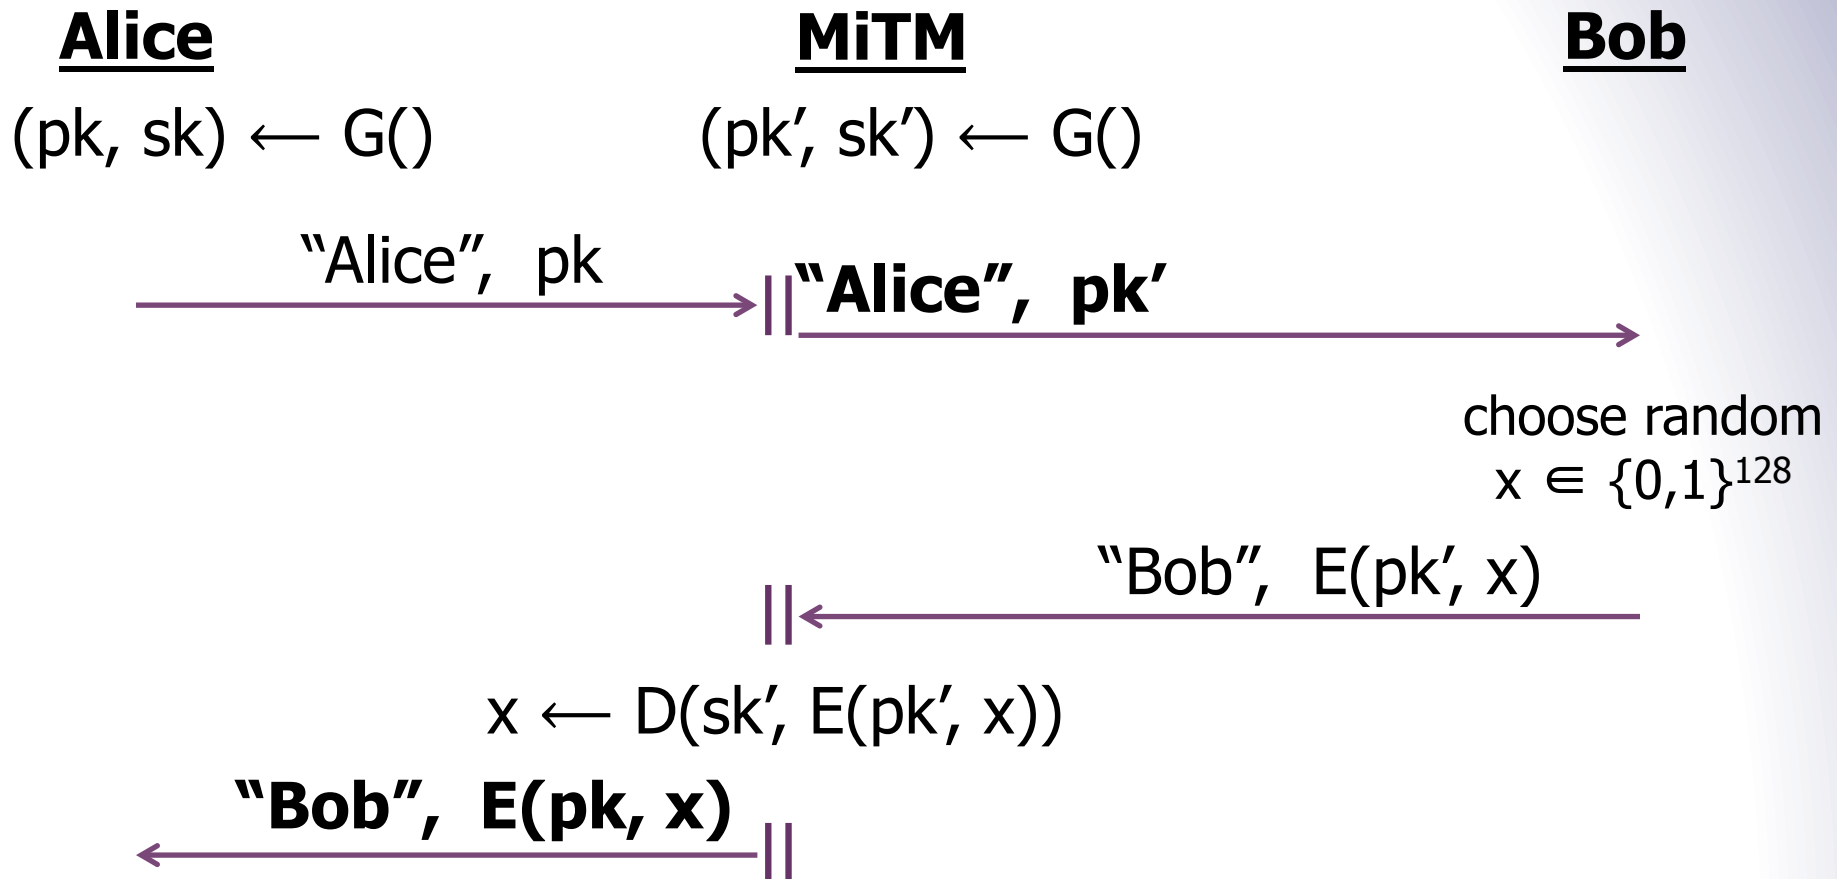 Alice MiTM Bob
(pk, sk) ⟵ G() (pk′, sk′) ⟵ G()
“Alice”, pk
“Alice”, pk′
choose random
x ∈ {0,1}¹²⁸
“Bob”, E(pk′, x)
x ⟵ D(sk′, E(pk′, x))
“Bob”, E(pk, x)